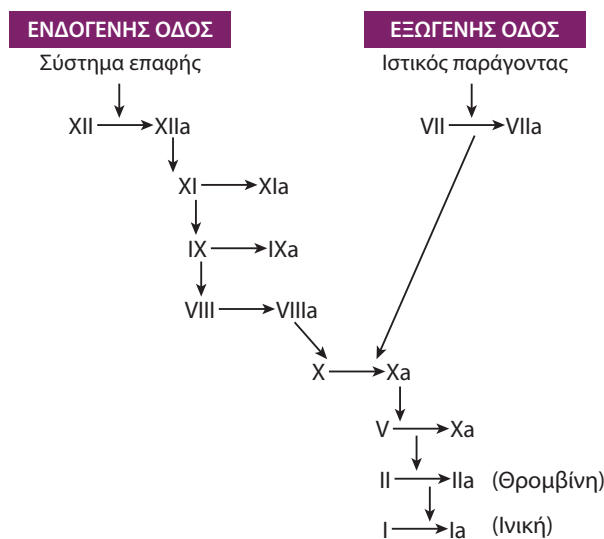 ΕΝΔΟΓΕΝΗΣ ΟΔΟΣ
Σύστημα επαφής
ΕΞΩΓΕΝΗΣ ΟΔΟΣ
Ιστικός παράγοντας
XII XIIa
VII VIIa
XI XIa
IX IXa
VIII VIIIa
X Xa
V Xa
II IIa (Θρομβίνη)
I Ia (Ινική)